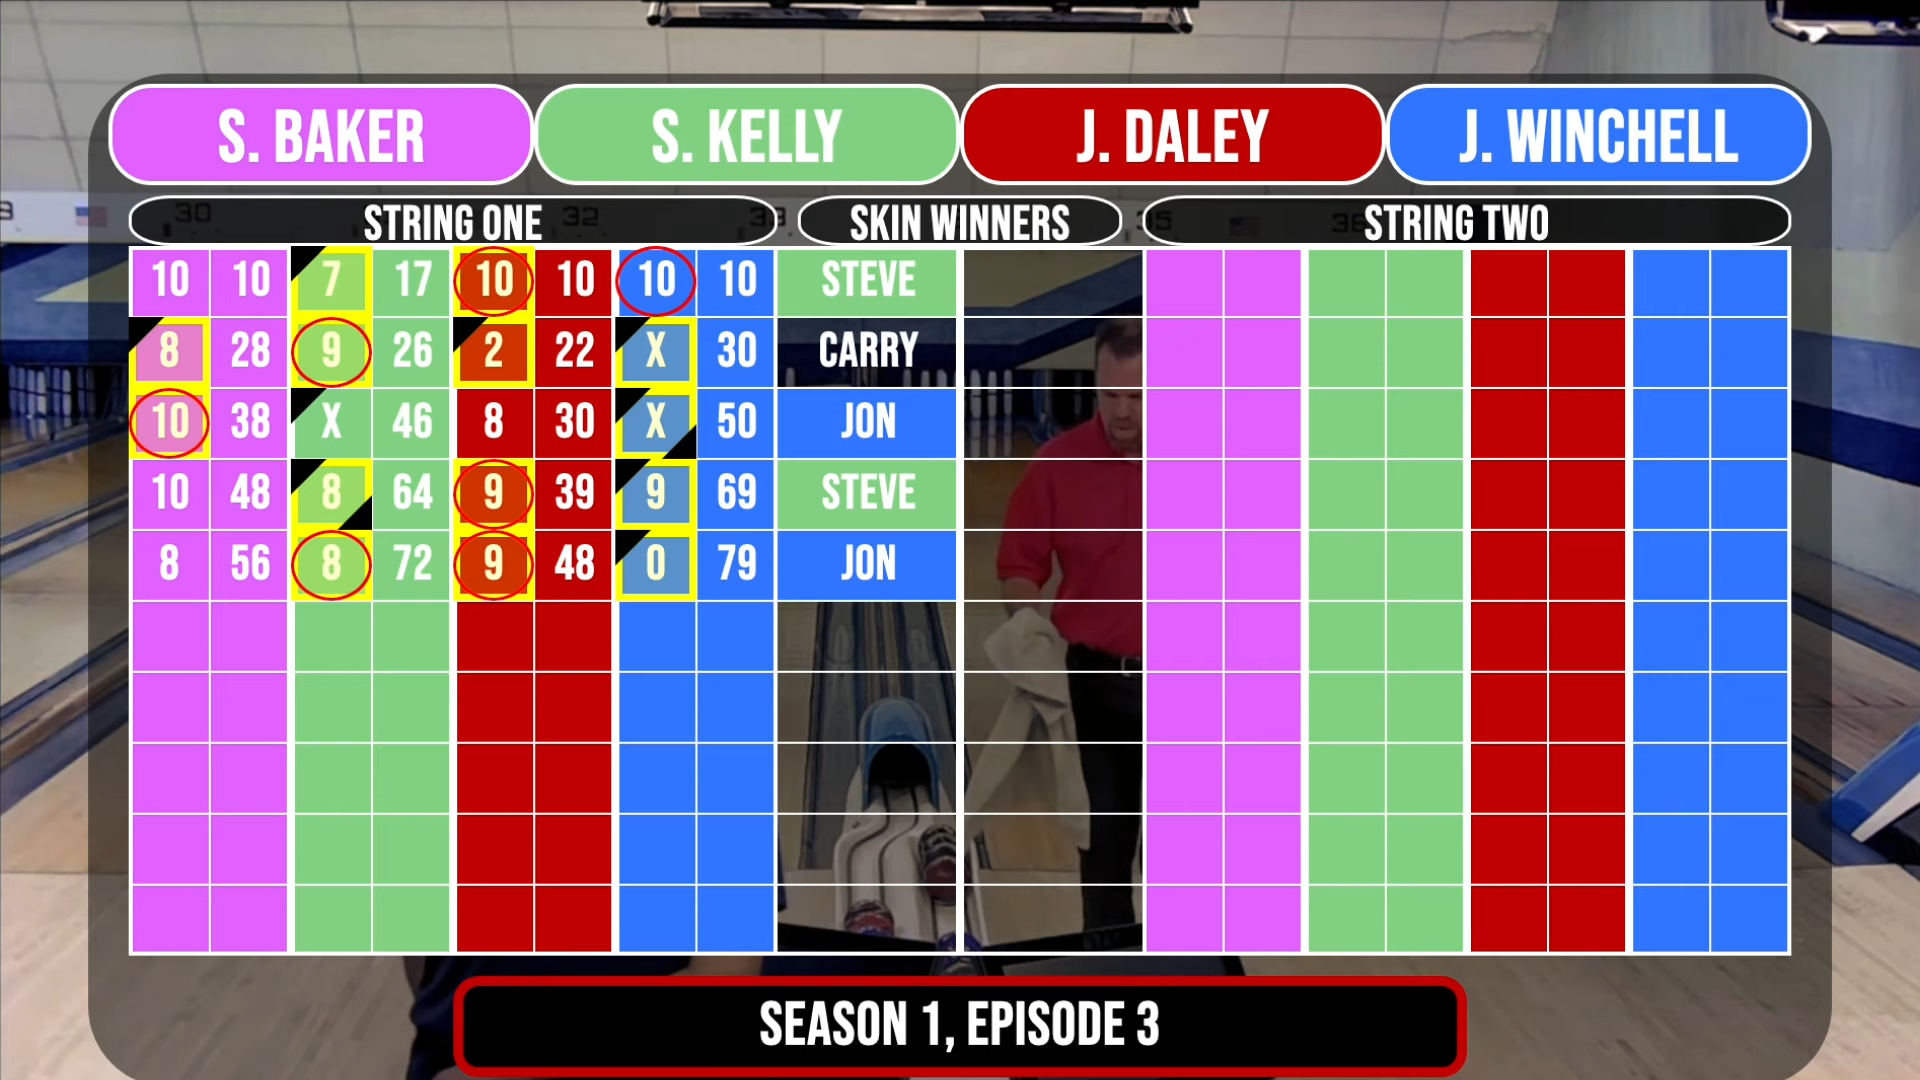 S. BAKER S. KELLY J. DALEY J. WINCHELL
STRING ONE SKIN WINNERS STRING TWO
10 10 7 17 10 10 10 10 STEVE
8 28 9 26 2 22 X 30 CARRY
10 38 X 46 8 30 X 50 JON
10 48 8 64 9 39 9 69 STEVE
8 56 8 72 9 48 0 79 JON
SEASON 1, EPISODE 3